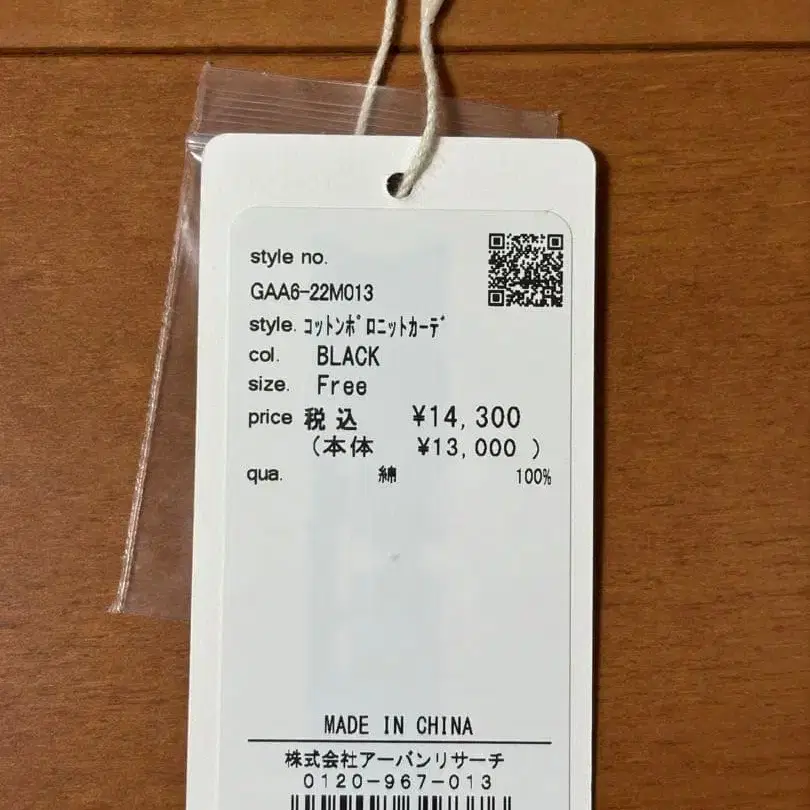 style no.
GAA6-22M013
style. コットンポロニットカーデ
col. BLACK
size. Free
price 税込 ¥14,300
(本体 ¥13,000 )
qua. 綿 100%
MADE IN CHINA
株式会社アーバンリサーチ
0120-967-013